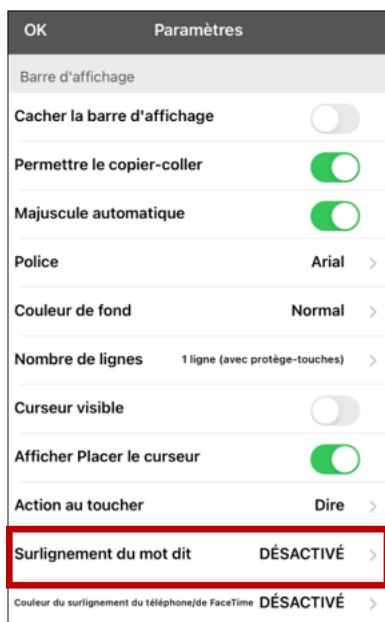 OK Paramètres
Barre d'affichage
Cacher la barre d'affichage
Permettre le copier-coller
Majuscule automatique
Police Arial
Couleur de fond Normal
Nombre de lignes 1 ligne (avec protège-touches)
Curseur visible
Afficher Placer le curseur
Action au toucher Dire
Surlignement du mot dit DÉSACTIVÉ
Couleur du surlignement du téléphone/de FaceTime DÉSACTIVÉ